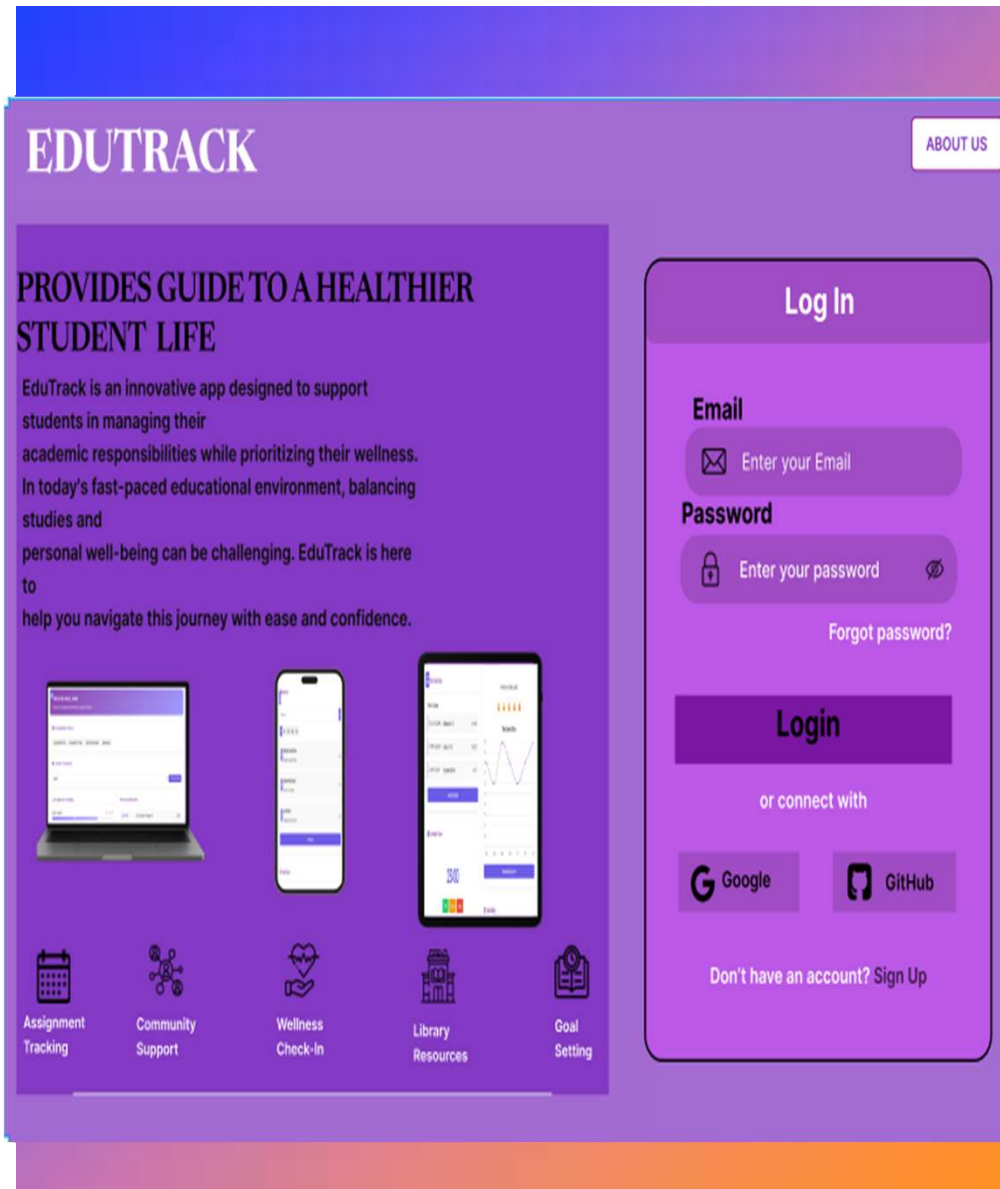 EDUTRACK
ABOUT US
PROVIDES GUIDE TO A HEALTHIER
STUDENT LIFE
EduTrack is an innovative app designed to support
students in managing their
academic responsibilities while prioritizing their wellness.
In today's fast-paced educational environment, balancing
studies and
personal well-being can be challenging. EduTrack is here
to
help you navigate this journey with ease and confidence.
Assignment
Tracking
Community
Support
Wellness
Check-In
Library
Resources
Goal
Setting
Log In
Email
Enter your Email
Password
Enter your password
Forgot password?
Login
or connect with
Google
GitHub
Don't have an account? Sign Up